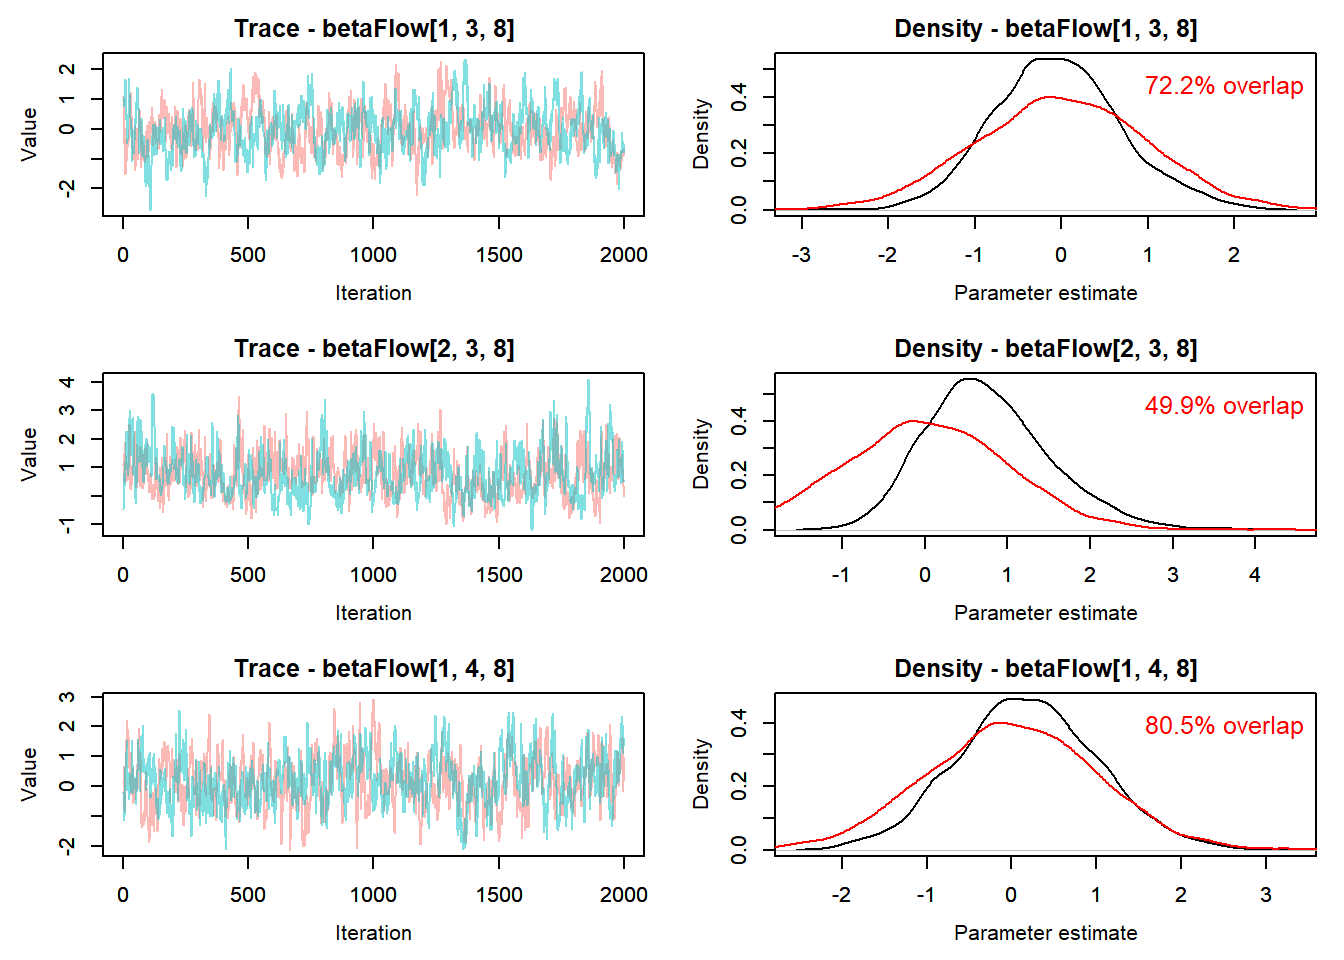 Trace - betaFlow[1, 3, 8]
Value
2
1
0
-2
0
500
1000
1500
2000
Iteration
Density - betaFlow[1, 3, 8]
Density
0.4
0.2
0.0
72.2% overlap
-3
-2
-1
0
1
2
Parameter estimate
Trace - betaFlow[2, 3, 8]
Value
4
3
2
1
-1
0
500
1000
1500
2000
Iteration
Density - betaFlow[2, 3, 8]
Density
0.4
0.2
0.0
49.9% overlap
-1
0
1
2
3
4
Parameter estimate
Trace - betaFlow[1, 4, 8]
Value
3
2
1
0
-2
0
500
1000
1500
2000
Iteration
Density - betaFlow[1, 4, 8]
Density
0.4
0.2
0.0
80.5% overlap
-2
-1
0
1
2
3
Parameter estimate